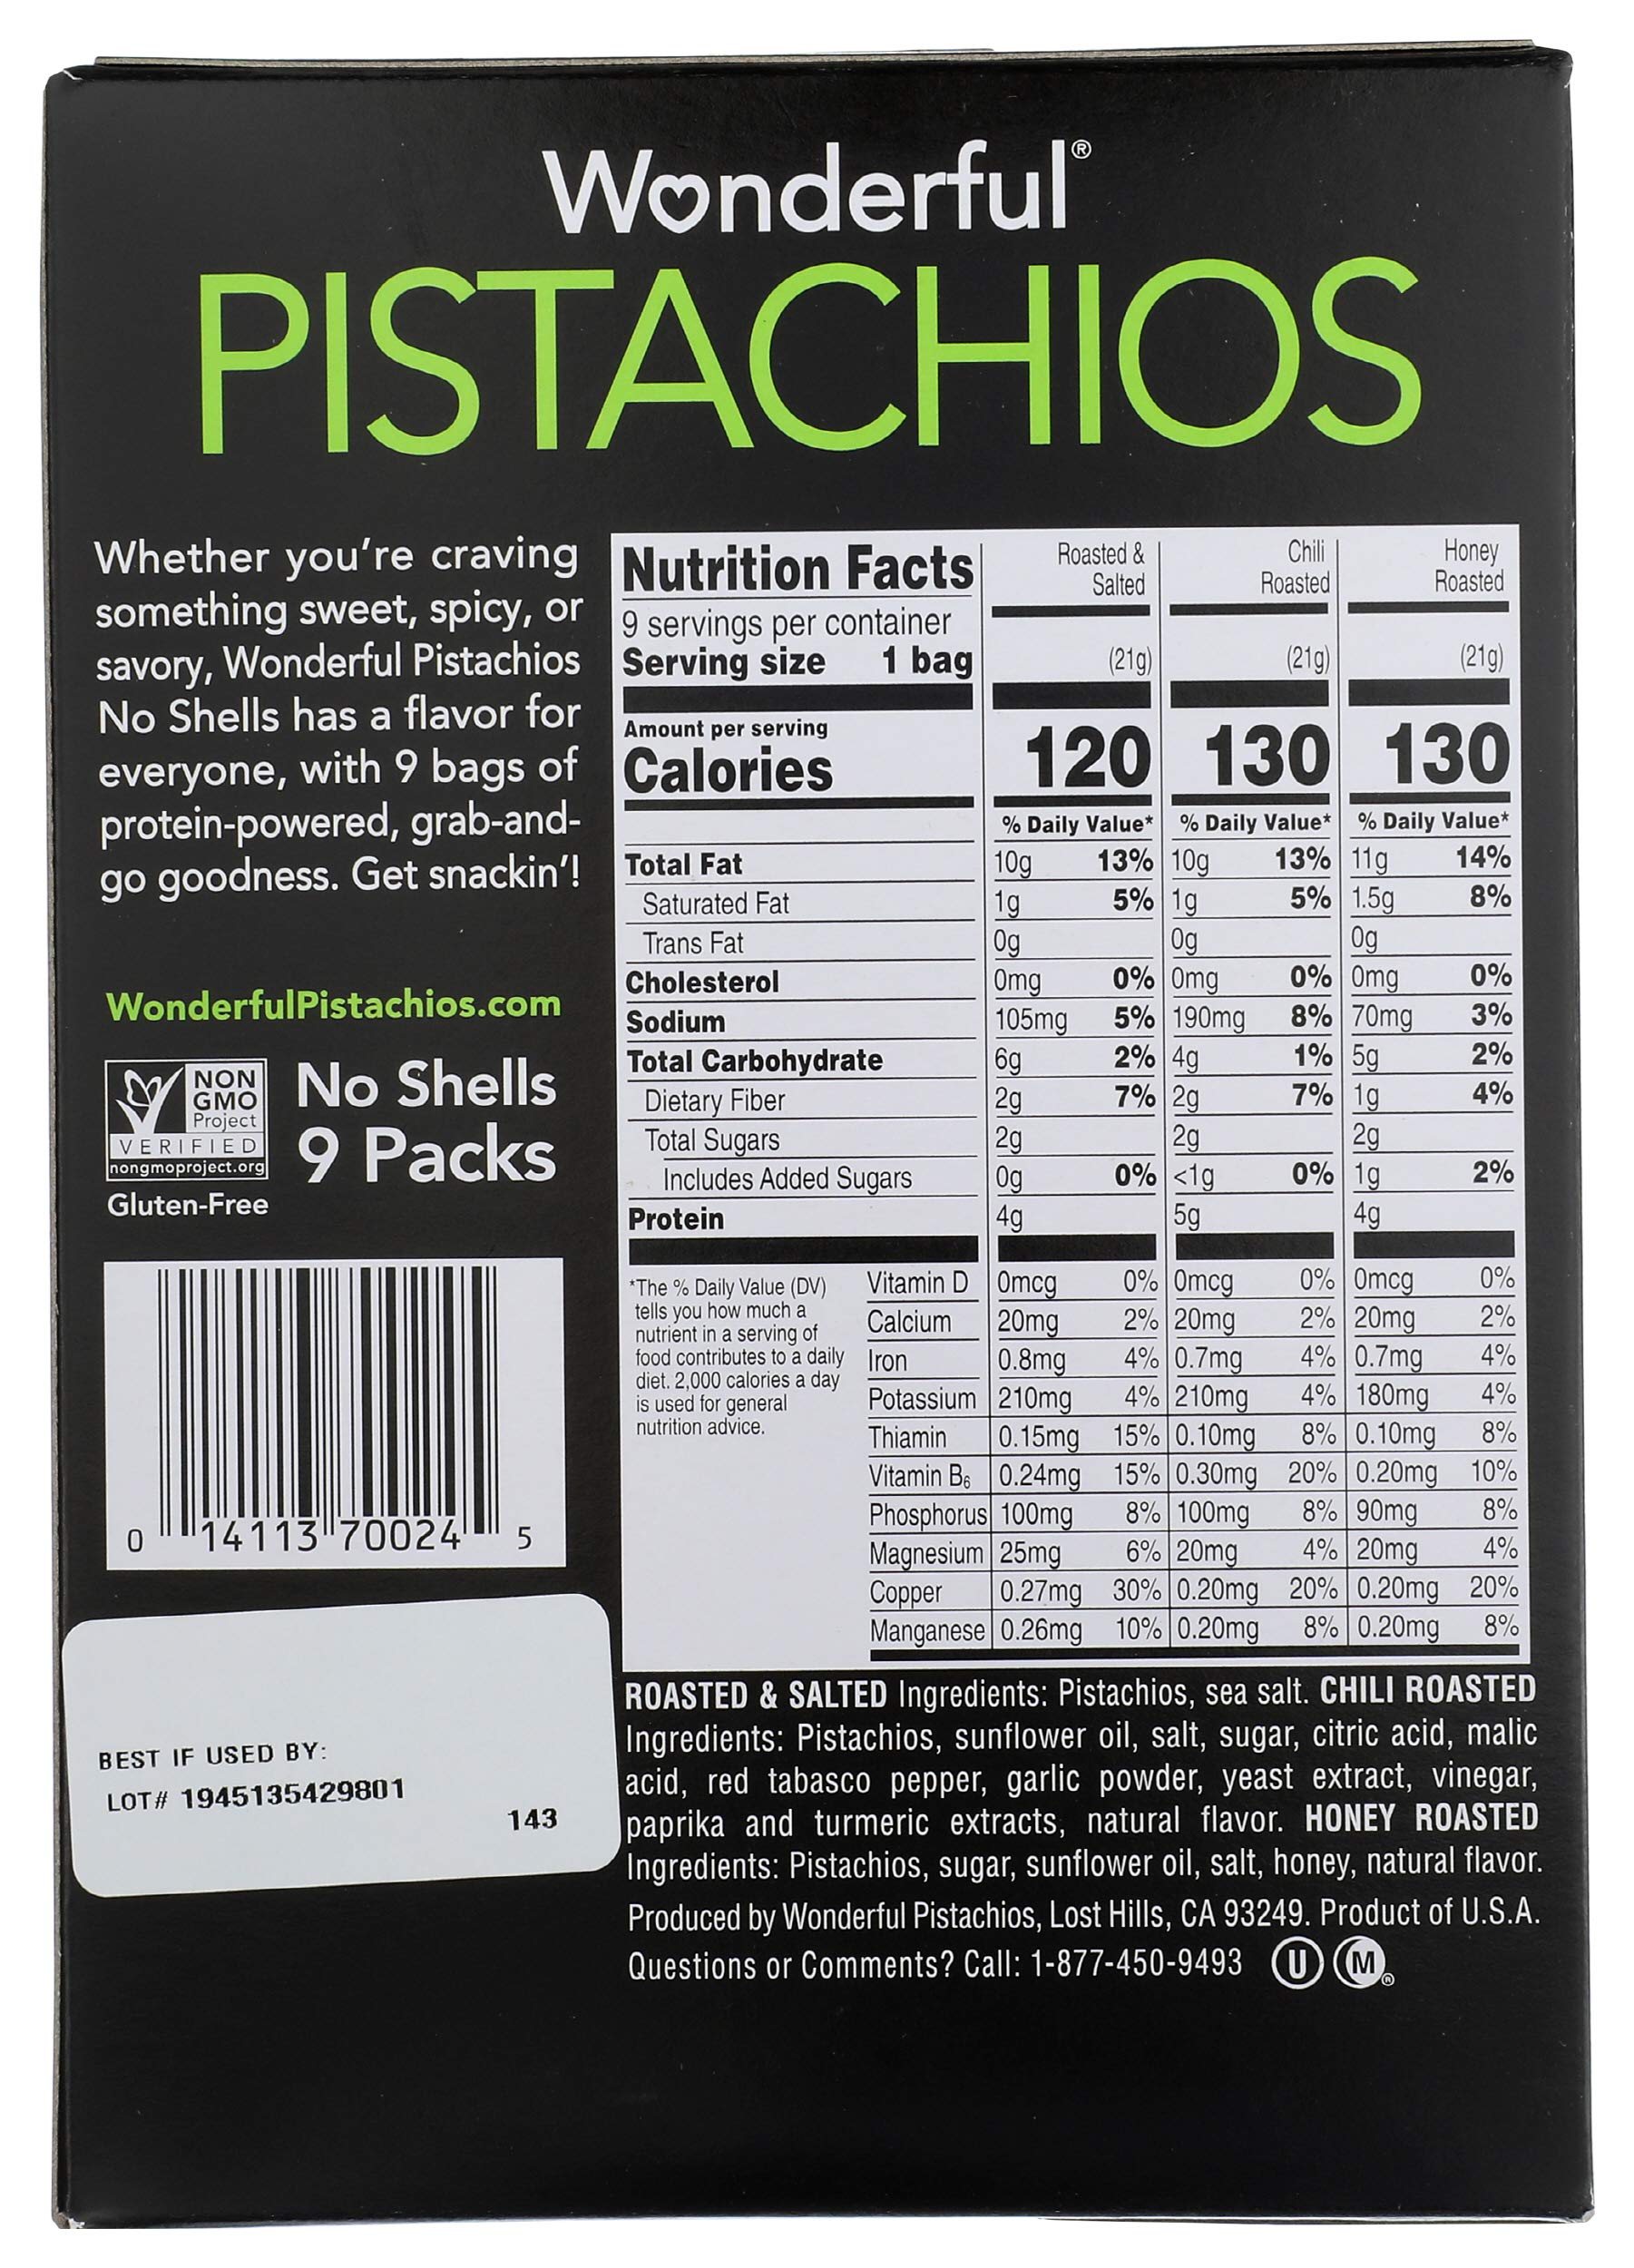 Wonderful®
PISTACHIOS
Whether you're craving
something sweet, spicy, or
savory, Wonderful Pistachios
No Shells has a flavor for
everyone, with 9 bags of
protein-powered, grab-and-
go goodness. Get snackin'!
WonderfulPistachios.com
NON
GMO
Project
VERIFIED
nongmoproject.org
Gluten-Free
No Shells
9 Packs
0 14113 70024 5
BEST IF USED BY:
LOT# 1945135429801
143
Nutrition Facts
9 servings per container
Serving size 1 bag
Roasted & Salted (21g) Chili Roasted (21g) Honey Roasted (21g)
Amount per serving
Calories 120 130 130
% Daily Value* % Daily Value* % Daily Value*
Total Fat 10g 13% 10g 13% 11g 14%
Saturated Fat 1g 5% 1g 5% 1.5g 8%
Trans Fat 0g 0g 0g
Cholesterol 0mg 0% 0mg 0% 0mg 0%
Sodium 105mg 5% 190mg 8% 70mg 3%
Total Carbohydrate 6g 2% 4g 1% 5g 2%
Dietary Fiber 2g 7% 2g 7% 1g 4%
Total Sugars 2g 2g 2g
Includes Added Sugars 0g 0% <1g 0% 1g 2%
Protein 4g 5g 4g
*The % Daily Value (DV)
tells you how much a
nutrient in a serving of
food contributes to a daily
diet. 2,000 calories a day
is used for general
nutrition advice.
Vitamin D 0mcg 0% 0mcg 0% 0mcg 0%
Calcium 20mg 2% 20mg 2% 20mg 2%
Iron 0.8mg 4% 0.7mg 4% 0.7mg 4%
Potassium 210mg 4% 210mg 4% 180mg 4%
Thiamin 0.15mg 15% 0.10mg 8% 0.10mg 8%
Vitamin B6 0.24mg 15% 0.30mg 20% 0.20mg 10%
Phosphorus 100mg 8% 100mg 8% 90mg 8%
Magnesium 25mg 6% 20mg 4% 20mg 4%
Copper 0.27mg 30% 0.20mg 20% 0.20mg 20%
Manganese 0.26mg 10% 0.20mg 8% 0.20mg 8%
ROASTED & SALTED Ingredients: Pistachios, sea salt. CHILI ROASTED
Ingredients: Pistachios, sunflower oil, salt, sugar, citric acid, malic
acid, red tabasco pepper, garlic powder, yeast extract, vinegar,
paprika and turmeric extracts, natural flavor. HONEY ROASTED
Ingredients: Pistachios, sugar, sunflower oil, salt, honey, natural flavor.
Produced by Wonderful Pistachios, Lost Hills, CA 93249. Product of U.S.A.
Questions or Comments? Call: 1-877-450-9493 U M®